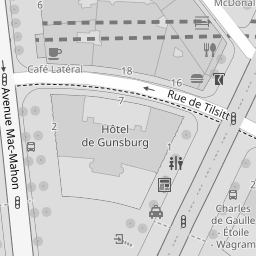 McDonal
Café Latéral
18
16
Rue de Tilsitt
7
2
1
Avenue Mac-Mahon
Hôtel
de Gunsburg
Charles
de Gaulle
- Étoile
- Wagram